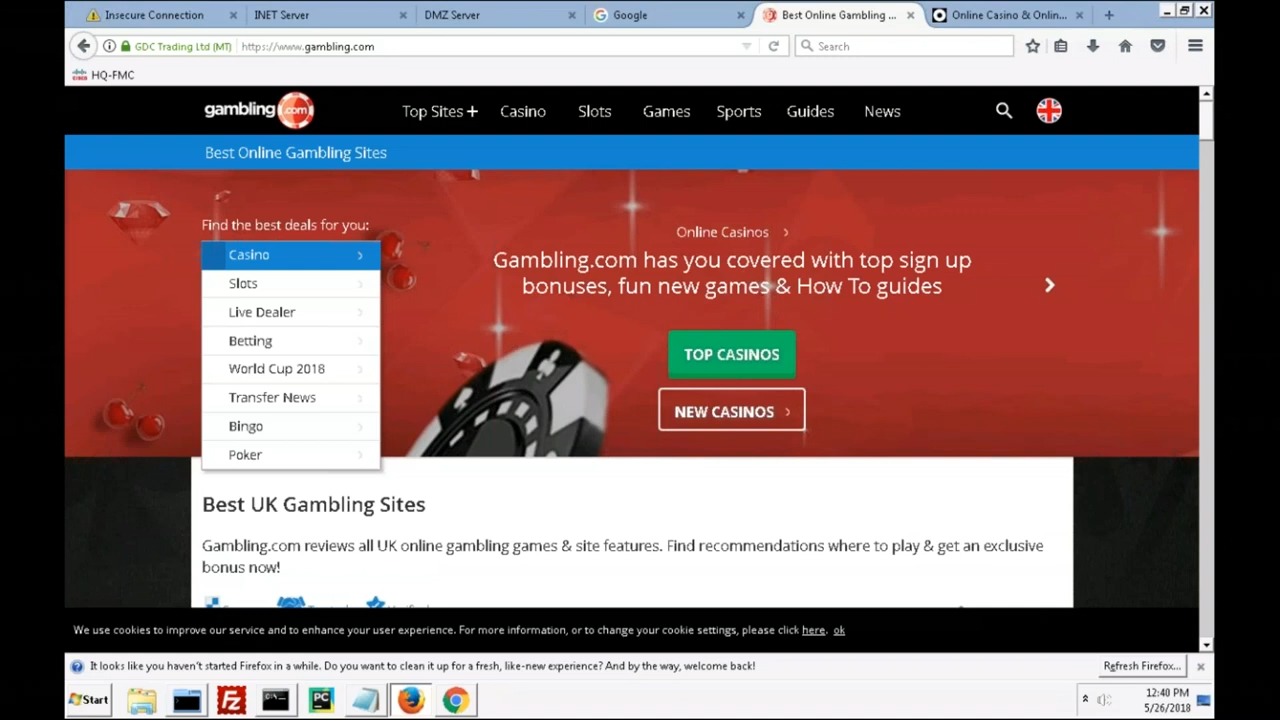 Insecure Connection
INET Server
DMZ Server
Google
Best Online Gambling ...
Online Casino & Onlin...
GDC Trading Ltd (MT)
https://www.gambling.com
Search
HQ-FMC
gambling.com
Top Sites +
Casino
Slots
Games
Sports
Guides
News
Best Online Gambling Sites
Find the best deals for you:
Casino
Slots
Live Dealer
Betting
World Cup 2018
Transfer News
Bingo
Poker
Online Casinos
Gambling.com has you covered with top sign up
bonuses, fun new games & How To guides
TOP CASINOS
NEW CASINOS
Best UK Gambling Sites
Gambling.com reviews all UK online gambling games & site features. Find recommendations where to play & get an exclusive
bonus now!
We use cookies to improve our service and to enhance your user experience. For more information, or to change your cookie settings, please click here. ok
It looks like you haven't started Firefox in a while. Do you want to clean it up for a fresh, like-new experience? And by the way, welcome back!
Refresh Firefox...
Start
Fz
PC
12:40 PM
5/26/2018